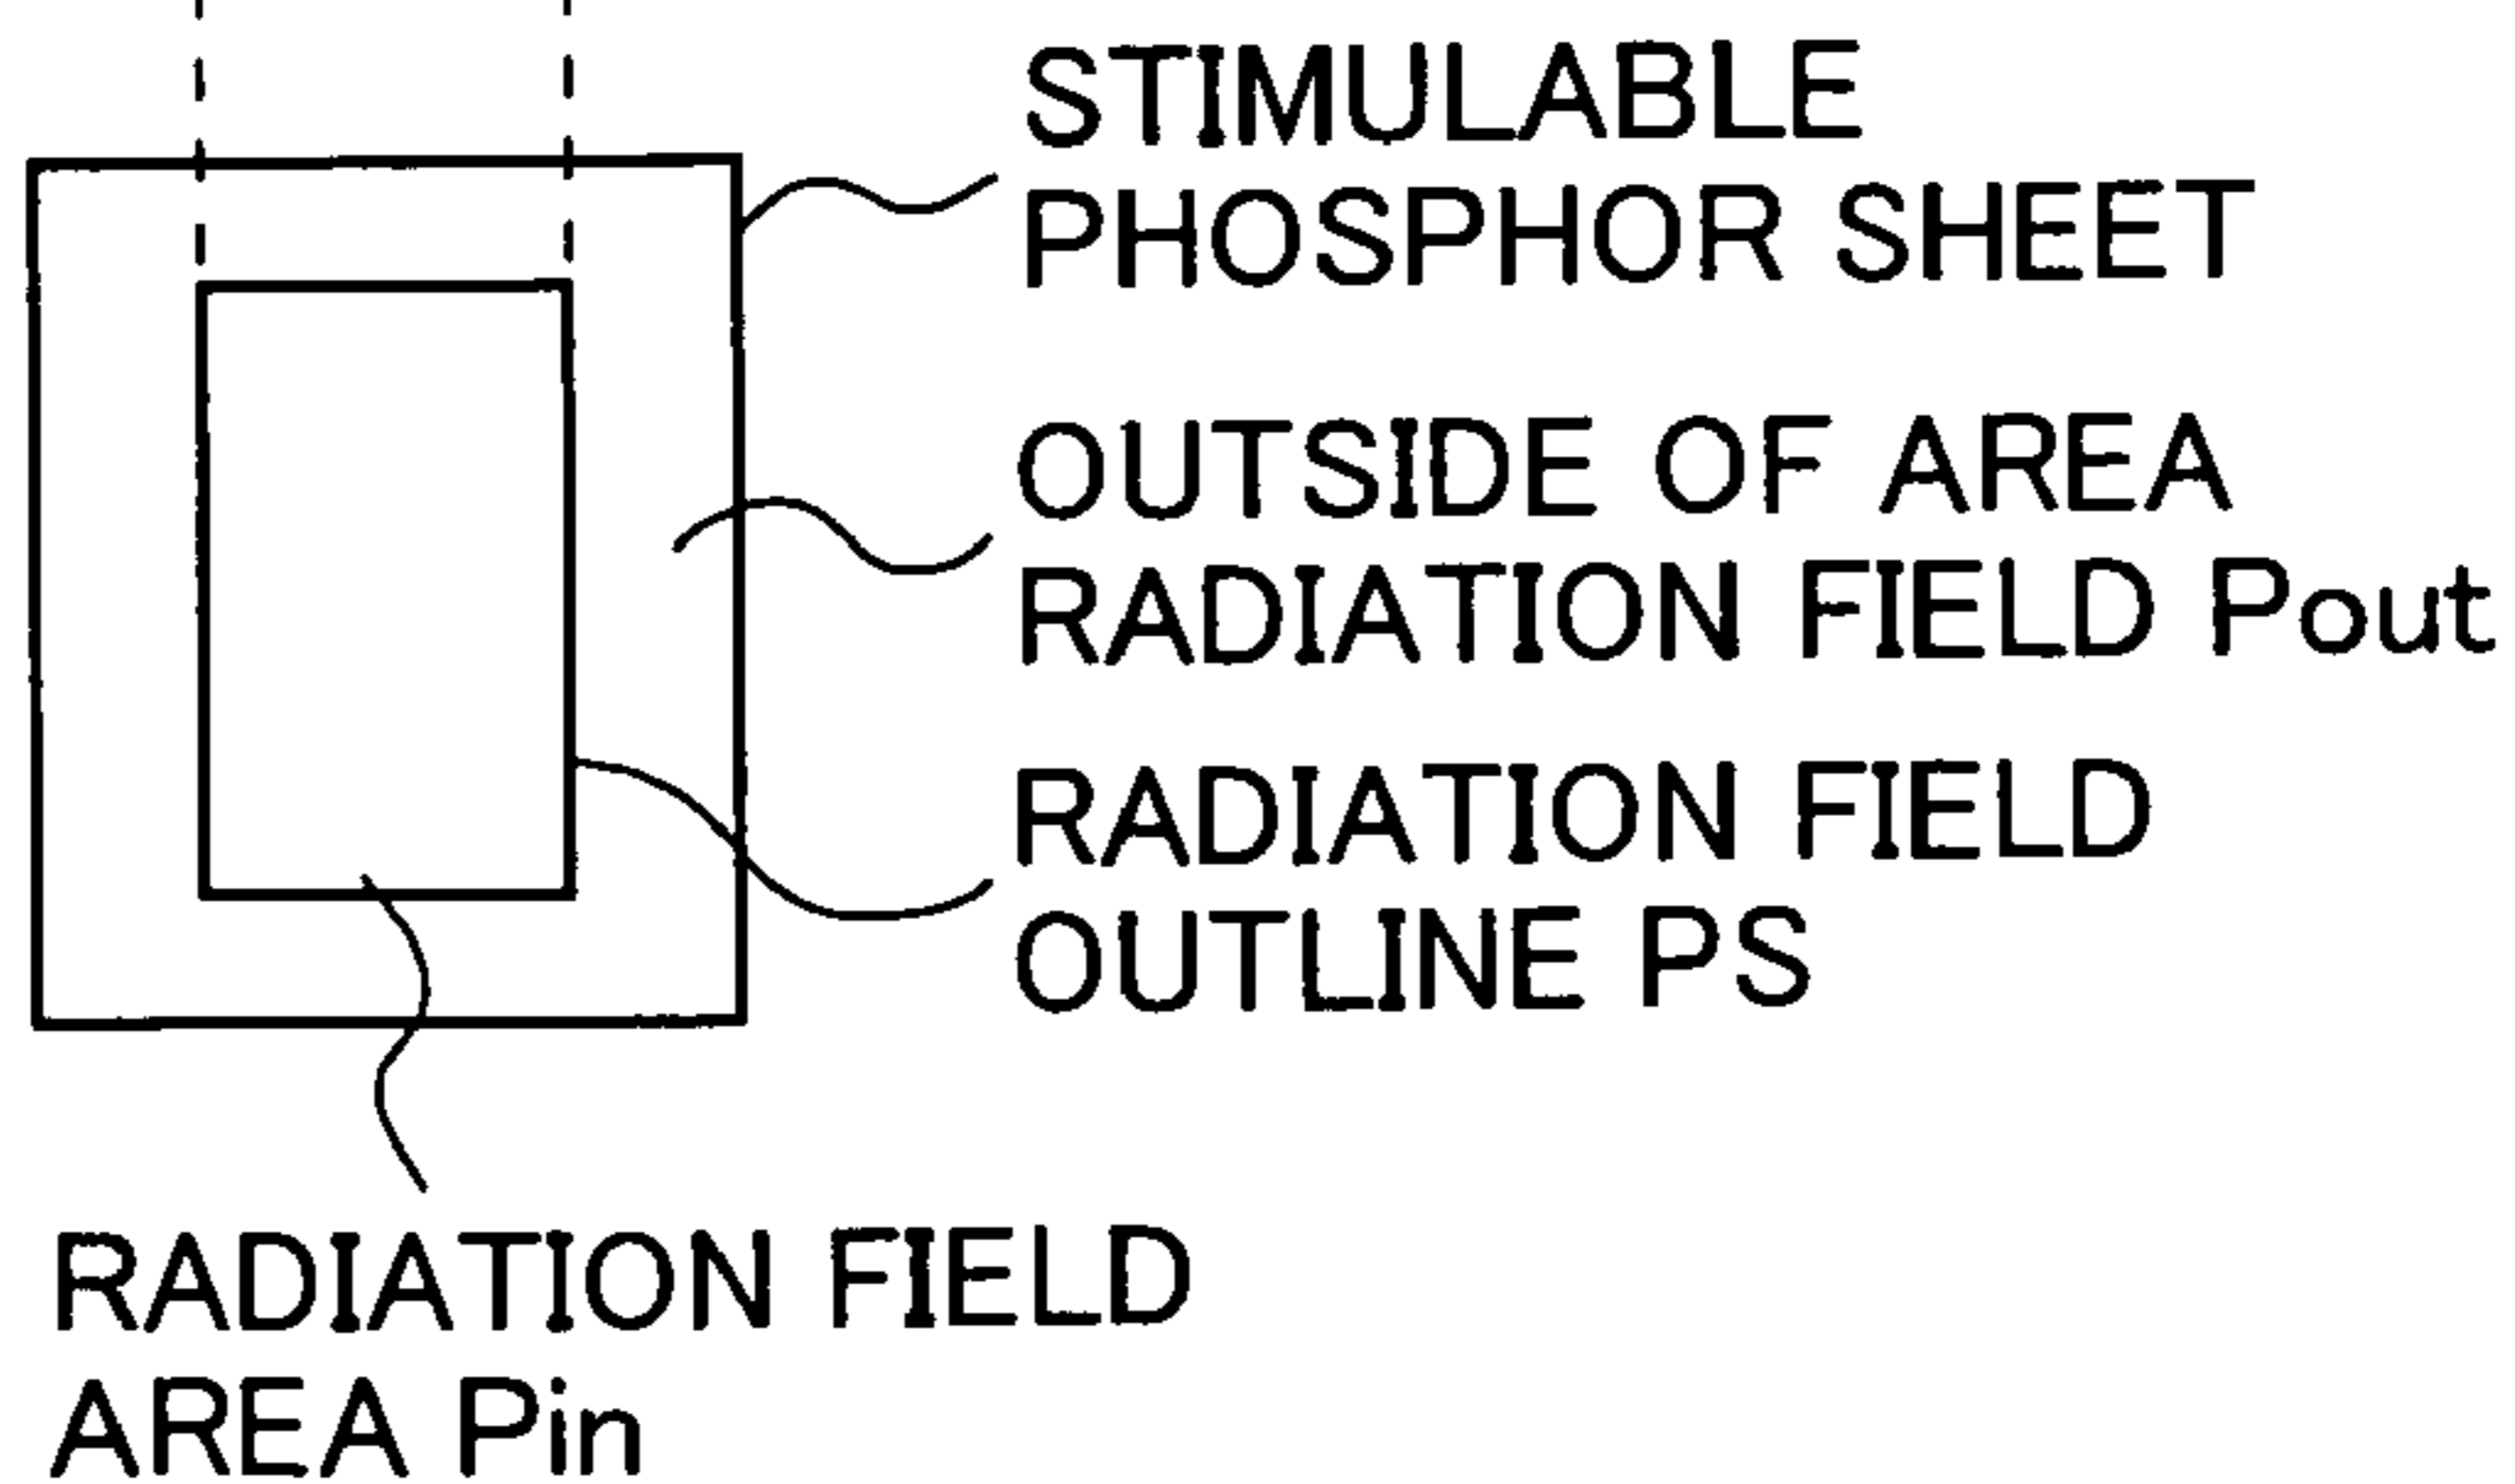 STIMULABLE
PHOSPHOR SHEET
OUTSIDE OF AREA
RADIATION FIELD Pout
RADIATION FIELD
OUTLINE PS
RADIATION FIELD
AREA Pin